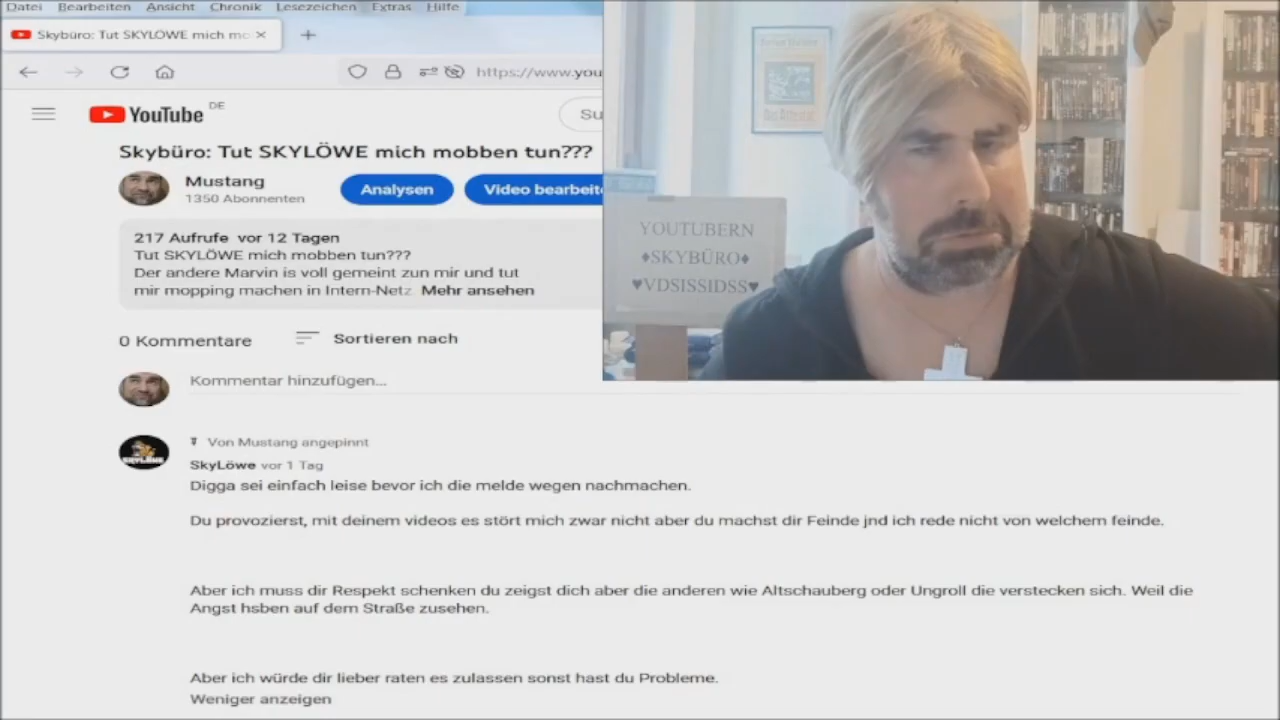 Datei Bearbeiten Ansicht Chronik Lesezeichen Extras Hilfe
Skybüro: Tut SKYLÖWE mich mo
https://www.you
YouTube DE
Su
Skybüro: Tut SKYLÖWE mich mobben tun???
Mustang
1350 Abonnenten
Analysen
Video bearbeite
217 Aufrufe vor 12 Tagen
Tut SKYLÖWE mich mobben tun???
Der andere Marvin is voll gemeint zun mir und tut
mir mopping machen in Intern-Netz. Mehr ansehen
YOUTUBERN
♦SKYBÜRO♦
♥VDSISSIDSS♥
0 Kommentare
Sortieren nach
Kommentar hinzufügen...
Von Mustang angepinnt
SkyLöwe vor 1 Tag
Digga sei einfach leise bevor ich die melde wegen nachmachen.
Du provozierst, mit deinem videos es stört mich zwar nicht aber du machst dir Feinde jnd ich rede nicht von welchem feinde.
Aber ich muss dir Respekt schenken du zeigst dich aber die anderen wie Altschauberg oder Ungroll die verstecken sich. Weil die
Angst hsben auf dem Straße zusehen.
Aber ich würde dir lieber raten es zulassen sonst hast du Probleme.
Weniger anzeigen